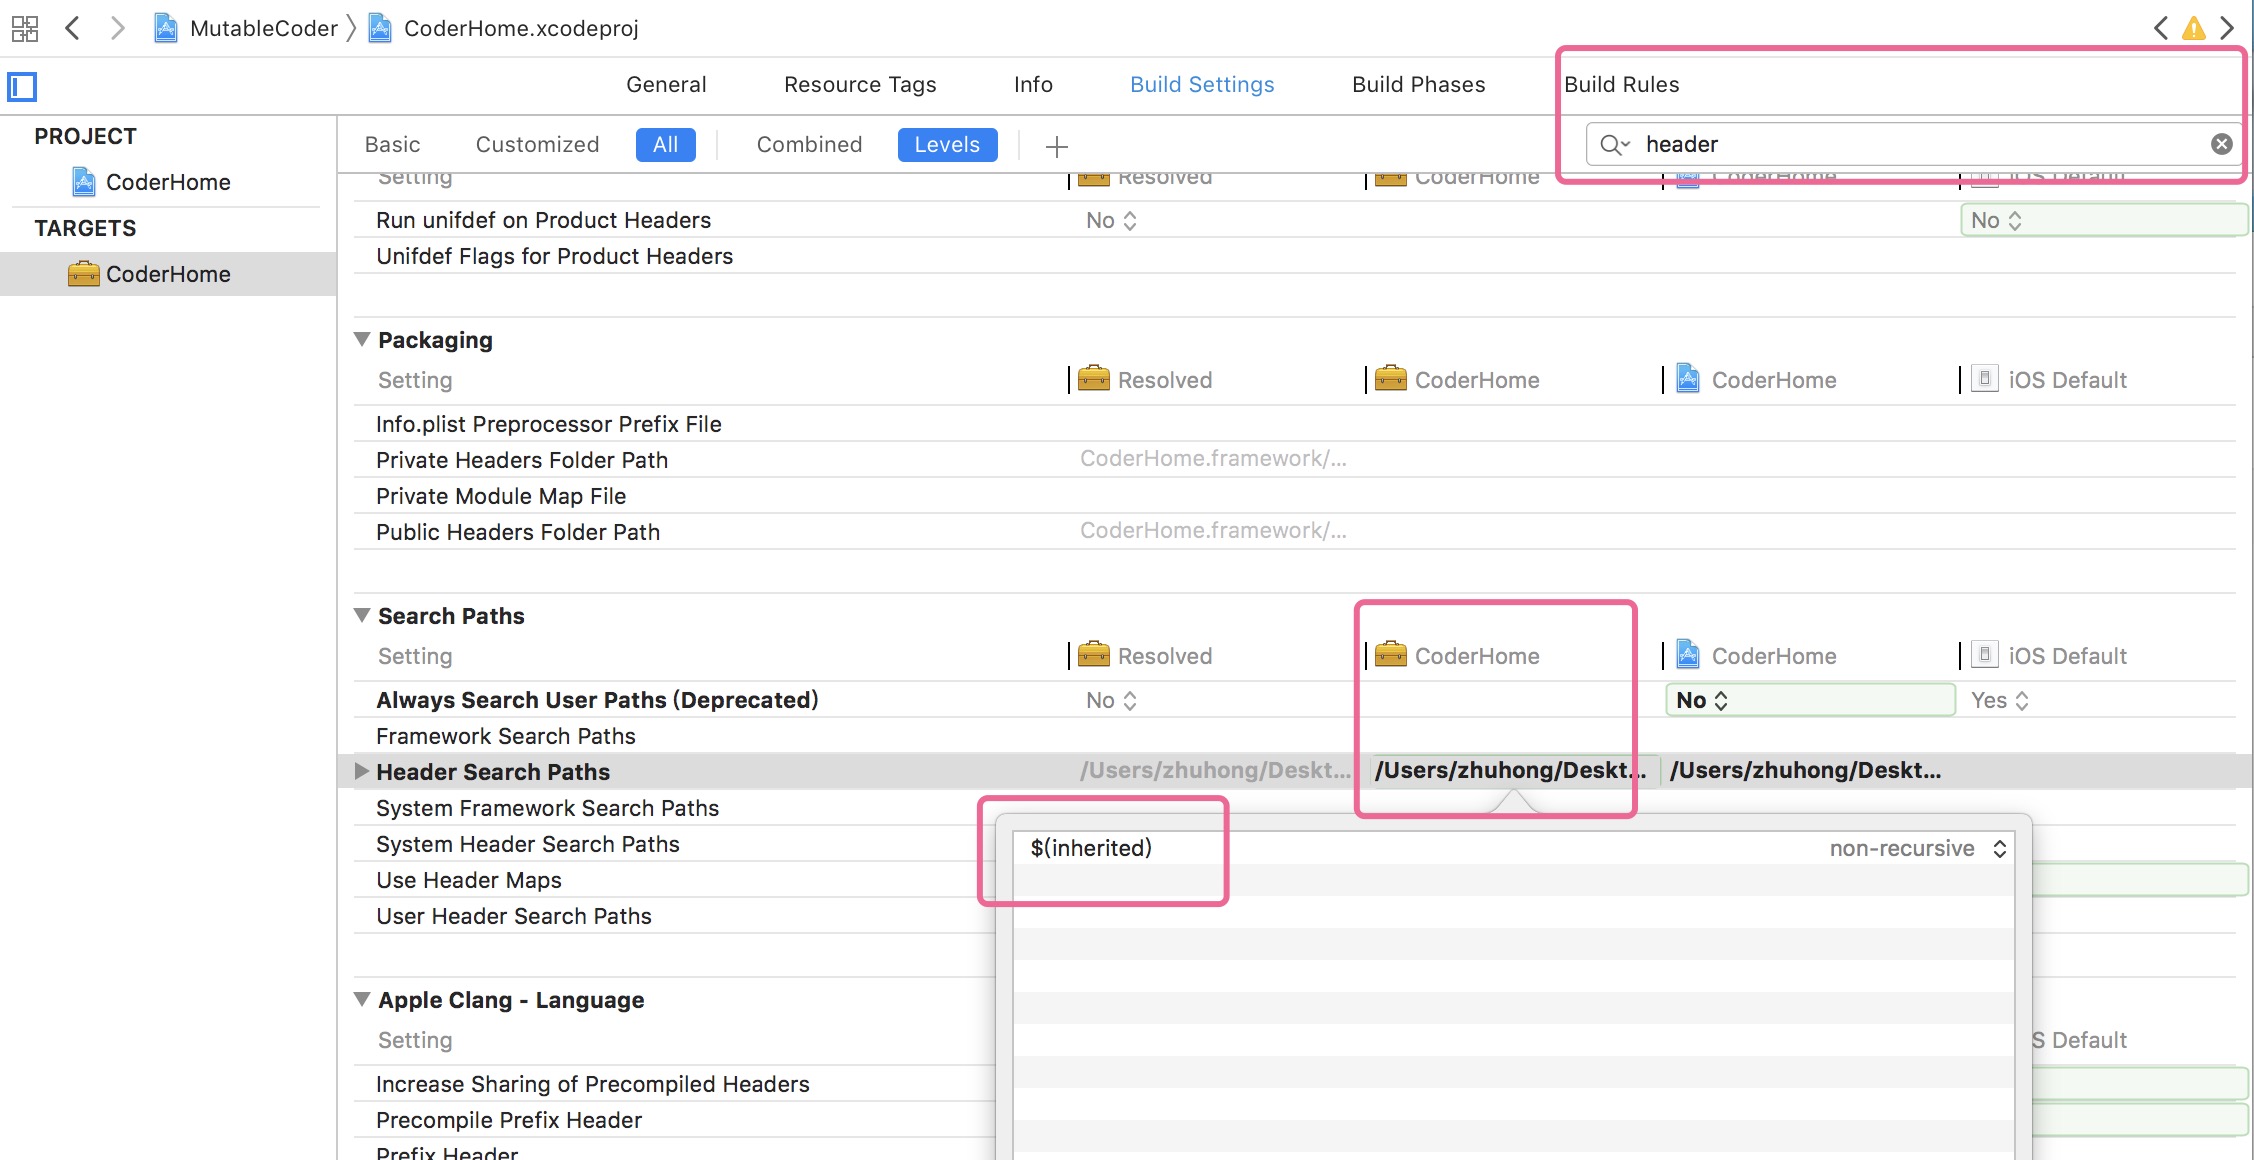 MutableCoder CoderHome.xcodeproj
General Resource Tags Info Build Settings Build Phases Build Rules
PROJECT
CoderHome
TARGETS
CoderHome
Basic Customized All Combined Levels + header
Setting Resolved CoderHome CoderHome iOS Default
Run unifdef on Product Headers No No
Unifdef Flags for Product Headers
Packaging
Setting Resolved CoderHome CoderHome iOS Default
Info.plist Preprocessor Prefix File
Private Headers Folder Path CoderHome.framework/...
Private Module Map File
Public Headers Folder Path CoderHome.framework/...
Search Paths
Setting Resolved CoderHome CoderHome iOS Default
Always Search User Paths (Deprecated) No No Yes
Framework Search Paths
Header Search Paths /Users/zhuhong/Deskt... /Users/zhuhong/Deskt... /Users/zhuhong/Deskt...
System Framework Search Paths
System Header Search Paths $(inherited) non-recursive
Use Header Maps
User Header Search Paths
Apple Clang - Language
Setting S Default
Increase Sharing of Precompiled Headers
Precompile Prefix Header
Prefix Header